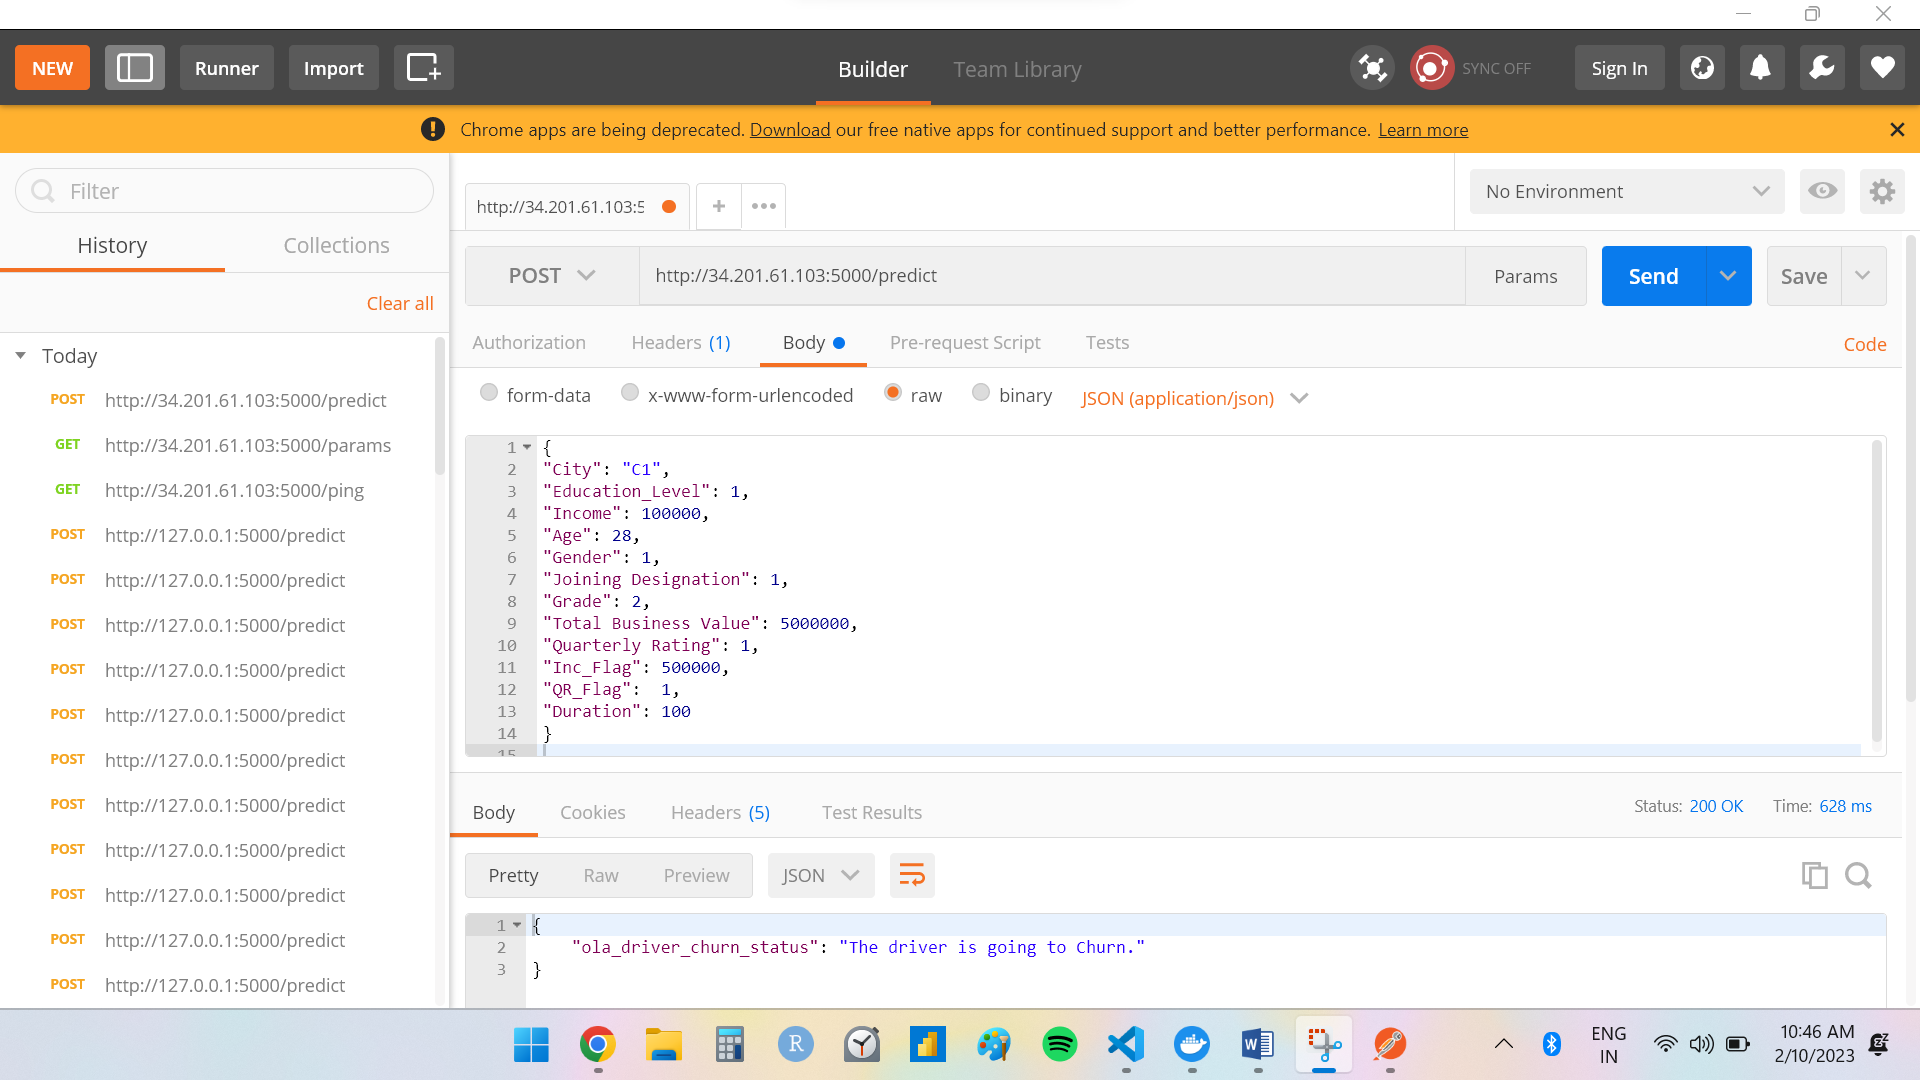 NEW
Runner
Import
Builder
Team Library
SYNC OFF
Sign In
Chrome apps are being deprecated. Download our free native apps for continued support and better performance. Learn more
Filter
History
Collections
Clear all
Today
POST http://34.201.61.103:5000/predict
GET http://34.201.61.103:5000/params
GET http://34.201.61.103:5000/ping
POST http://127.0.0.1:5000/predict
POST http://127.0.0.1:5000/predict
POST http://127.0.0.1:5000/predict
POST http://127.0.0.1:5000/predict
POST http://127.0.0.1:5000/predict
POST http://127.0.0.1:5000/predict
POST http://127.0.0.1:5000/predict
POST http://127.0.0.1:5000/predict
POST http://127.0.0.1:5000/predict
POST http://127.0.0.1:5000/predict
POST http://127.0.0.1:5000/predict
http://34.201.61.103:5
No Environment
POST
http://34.201.61.103:5000/predict
Params
Send
Save
Authorization
Headers (1)
Body
Pre-request Script
Tests
Code
form-data
x-www-form-urlencoded
raw
binary
JSON (application/json)
1 {
2 "City": "C1",
3 "Education_Level": 1,
4 "Income": 100000,
5 "Age": 28,
6 "Gender": 1,
7 "Joining Designation": 1,
8 "Grade": 2,
9 "Total Business Value": 5000000,
10 "Quarterly Rating": 1,
11 "Inc_Flag": 500000,
12 "QR_Flag":  1,
13 "Duration": 100
14 }
15
Body
Cookies
Headers (5)
Test Results
Status: 200 OK
Time: 628 ms
Pretty
Raw
Preview
JSON
1 {
2 "ola_driver_churn_status": "The driver is going to Churn."
3 }
R
W
ENG
IN
10:46 AM
2/10/2023